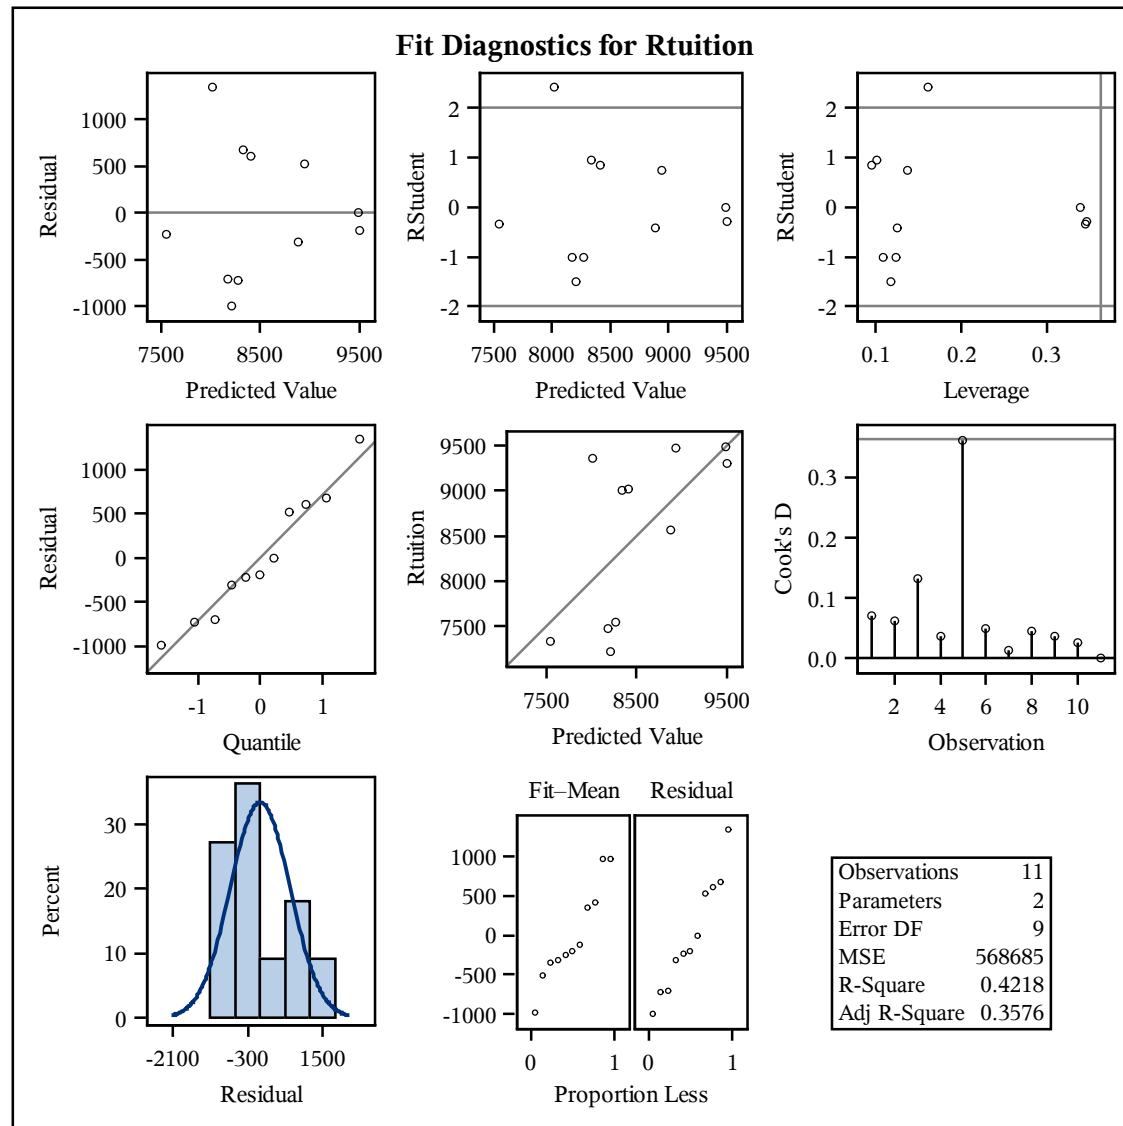 Fit Diagnostics for Rtuition
1000
500
0
-500
-1000
Residual
7500 8500 9500
Predicted Value
2
1
0
-1
-2
RStudent
7500 8000 8500 9000 9500
Predicted Value
2
1
0
-1
-2
RStudent
0.1 0.2 0.3
Leverage
1000
500
0
-500
-1000
Residual
-1 0 1
Quantile
9500
9000
8500
8000
7500
Rtuition
7500 8500 9500
Predicted Value
0.3
0.2
0.1
0.0
Cook's D
2 4 6 8 10
Observation
30
20
10
0
Percent
-2100 -300 1500
Residual
Fit–Mean Residual
1000
500
0
-500
-1000
0 1 0 1
Proportion Less
Observations 11
Parameters 2
Error DF 9
MSE 568685
R-Square 0.4218
Adj R-Square 0.3576